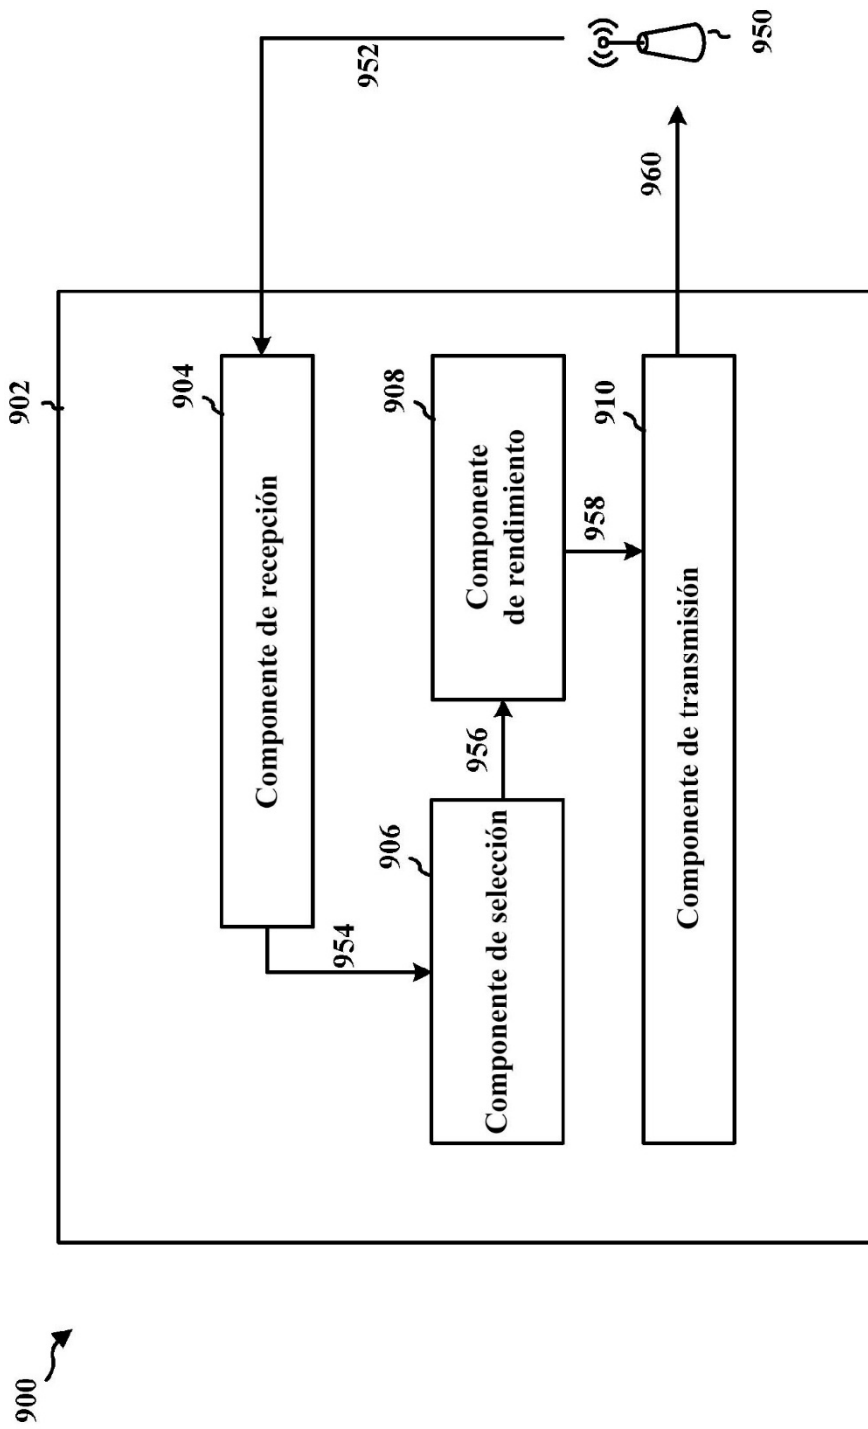 900
902
904
Componente de recepción
952
954
906
Componente de selección
956
908
Componente
de rendimiento
958
910
Componente de transmisión
960
950